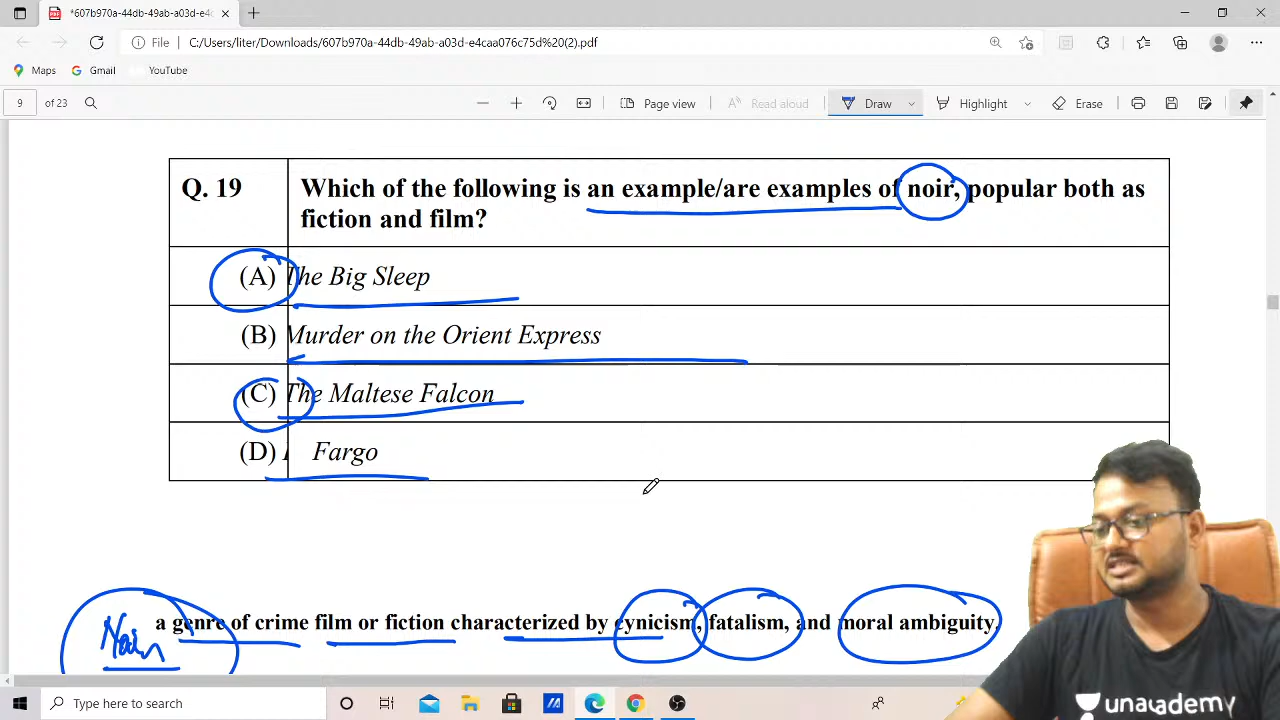 *607b970a-44db-49ab-a03d-e4c
File
C:/Users/liter/Downloads/607b970a-44db-49ab-a03d-e4caa076c75d%20(2).pdf
Maps Gmail YouTube
9 of 23 Page view Read aloud Draw Highlight Erase
Q. 19 Which of the following is an example/are examples of noir, popular both as
fiction and film?
(A) The Big Sleep
(B) Murder on the Orient Express
(C) The Maltese Falcon
(D) Fargo
a genre of crime film or fiction characterized by cynicism, fatalism, and moral ambiguity.
Noir
unacademy
Type here to search